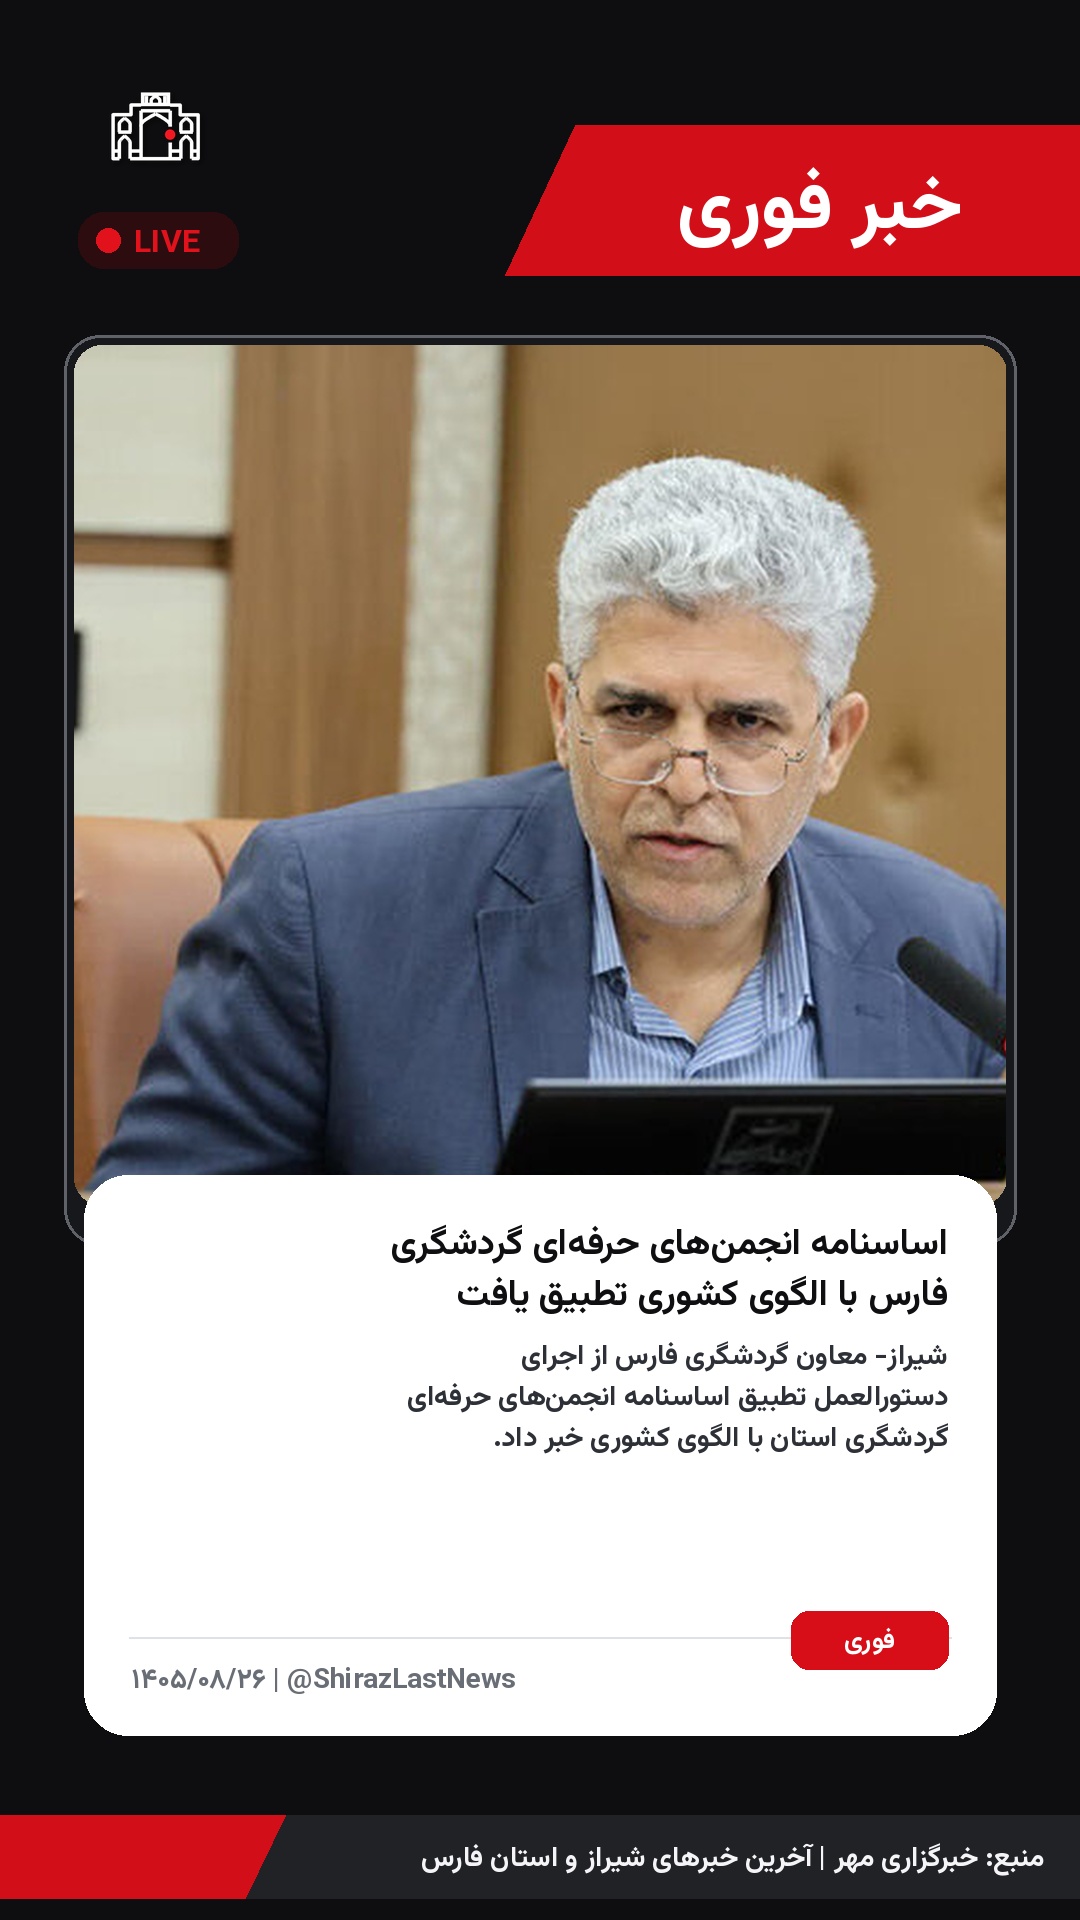 خبر فوری
LIVE
اساسنامه انجمن‌های حرفه‌ای گردشگری
فارس با الگوی کشوری تطبیق یافت
شیراز- معاون گردشگری فارس از اجرای
دستورالعمل تطبیق اساسنامه انجمن‌های حرفه‌ای
گردشگری استان با الگوی کشوری خبر داد.
فوری
۱۴۰۵/۰۸/۲۶ | @ShirazLastNews
منبع: خبرگزاری مهر | آخرین خبرهای شیراز و استان فارس